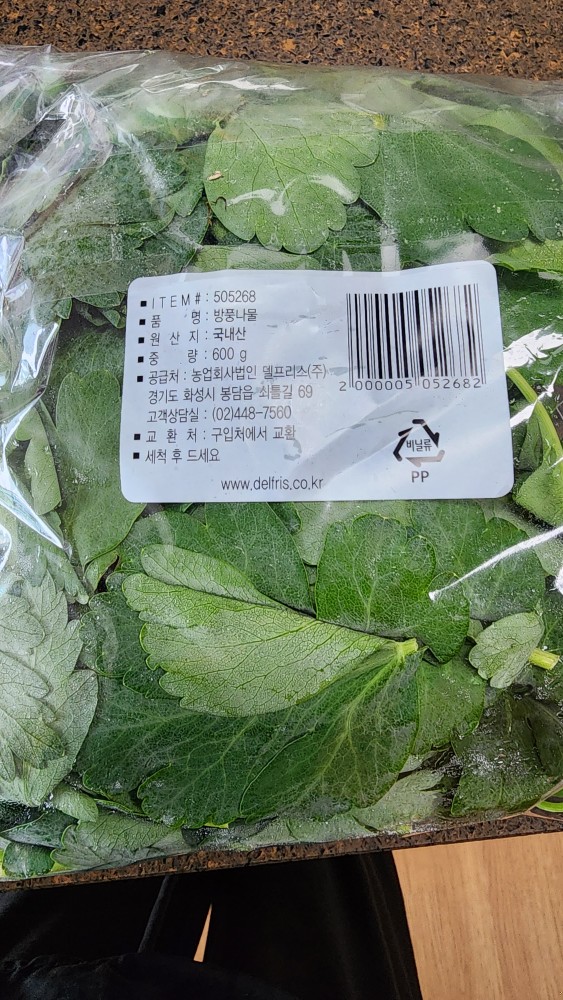 ▪ ITEM# : 505268
▪ 품 명 : 방풍나물
▪ 원 산 지 : 국내산
▪ 중 량 : 600 g
▪ 공급처 : 농업회사법인 델프리스(주)
경기도 화성시 봉담읍 쇠틀길 69
고객상담실 : (02)448-7560
▪ 교 환 처 : 구입처에서 교환
▪ 세척 후 드세요
www.delfris.co.kr
2 000005 052682
비닐류
PP